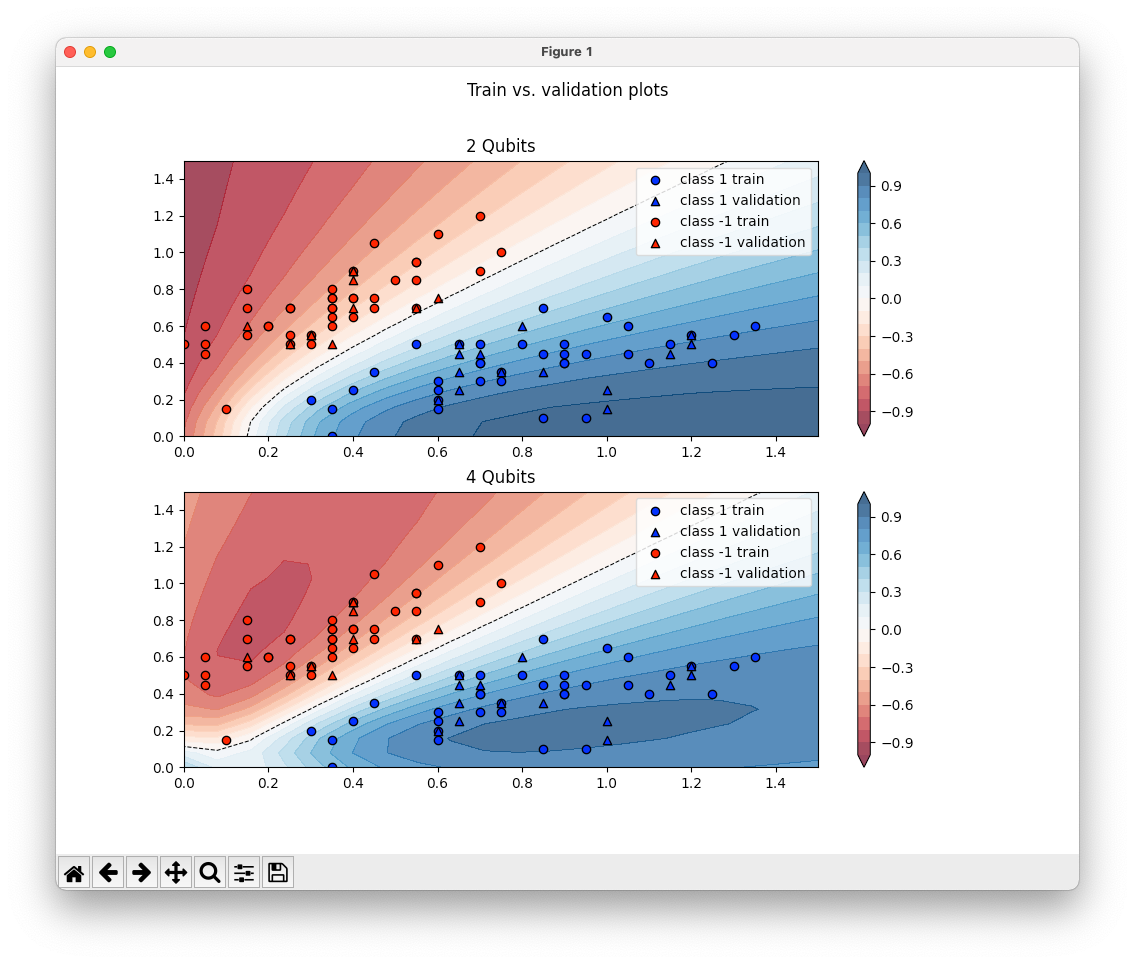 Figure 1
Train vs. validation plots
2 Qubits
1.4
1.2
1.0
0.8
0.6
0.4
0.2
0.0
0.0 0.2 0.4 0.6 0.8 1.0 1.2 1.4
class 1 train
class 1 validation
class -1 train
class -1 validation
0.9
0.6
0.3
0.0
−0.3
−0.6
−0.9
4 Qubits
1.4
1.2
1.0
0.8
0.6
0.4
0.2
0.0
0.0 0.2 0.4 0.6 0.8 1.0 1.2 1.4
class 1 train
class 1 validation
class -1 train
class -1 validation
0.9
0.6
0.3
0.0
−0.3
−0.6
−0.9